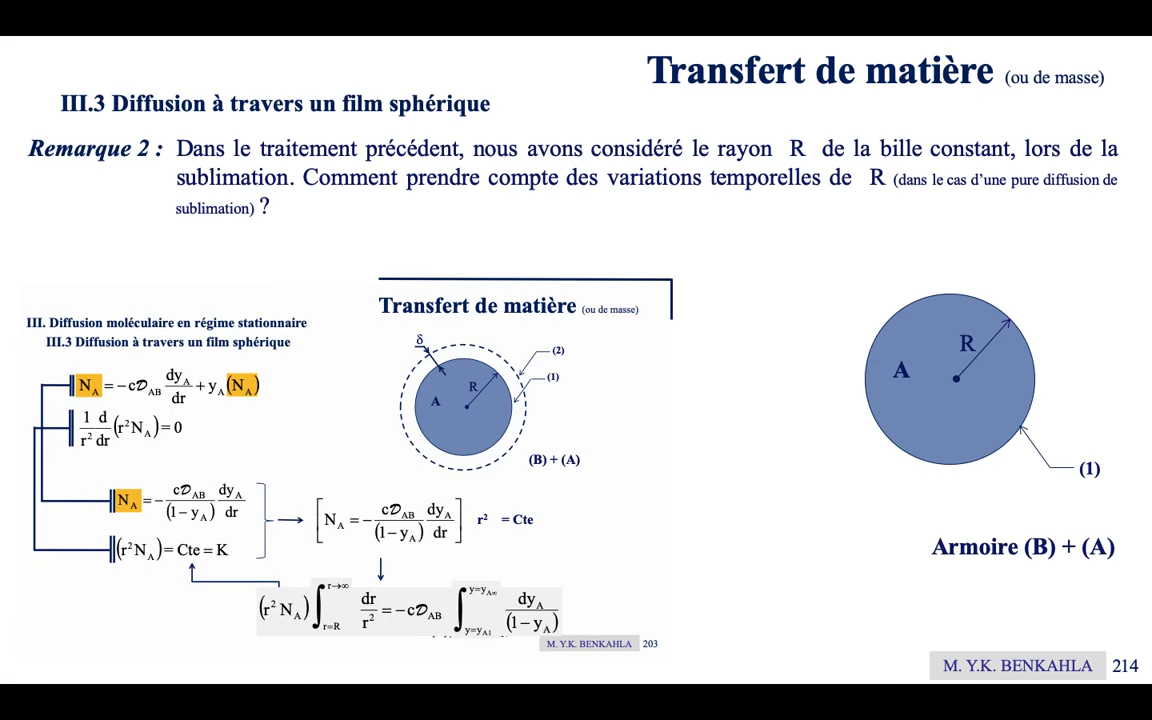 Transfert de matière (ou de masse)
III.3 Diffusion à travers un film sphérique
Remarque 2 : Dans le traitement précédent, nous avons considéré le rayon R de la bille constant, lors de la
sublimation. Comment prendre compte des variations temporelles de R (dans le cas d'une pure diffusion de
sublimation) ?
Transfert de matière (ou de masse)
III. Diffusion moléculaire en régime stationnaire
III.3 Diffusion à travers un film sphérique
N_A = −c𝒟_AB dy_A/dr + y_A(N_A)
1/r² d/dr (r²N_A) = 0
N_A = − c𝒟_AB/(1−y_A) dy_A/dr
(r²N_A) = Cte = K
δ
(2)
(1)
R
A
(B) + (A)
[N_A = − c𝒟_AB/(1−y_A) dy_A/dr] r² = Cte
(r² N_A) ∫_{r=R}^{r→∞} dr/r² = −c𝒟_AB ∫_{y=y_A1}^{y=y_A∞} dy_A/(1−y_A)
M. Y.K. BENKAHLA 203
R
A
(1)
Armoire (B) + (A)
M. Y.K. BENKAHLA 214